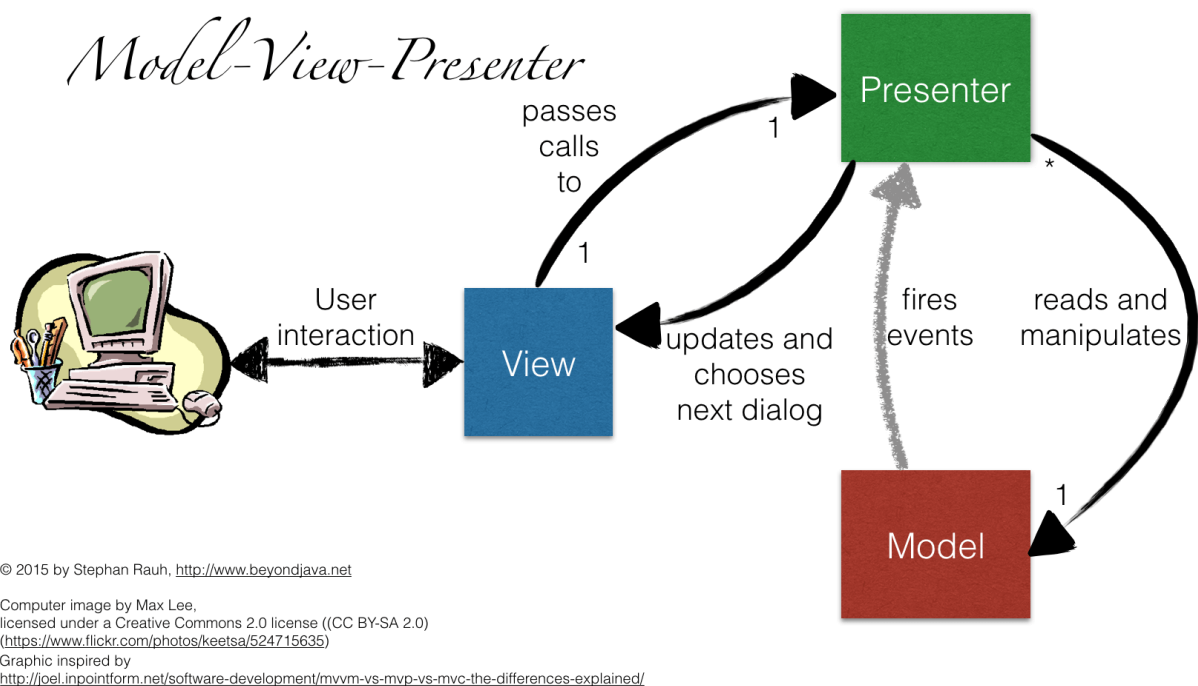 Model-View-Presenter
Presenter
passes
calls
to
1
*
1
User
interaction
View
updates and
chooses
next dialog
fires
events
reads and
manipulates
1
Model
© 2015 by Stephan Rauh, http://www.beyondjava.net
Computer image by Max Lee,
licensed under a Creative Commons 2.0 license ((CC BY-SA 2.0)
(https://www.flickr.com/photos/keetsa/524715635)
Graphic inspired by
http://joel.inpointform.net/software-development/mvvm-vs-mvp-vs-mvc-the-differences-explained/